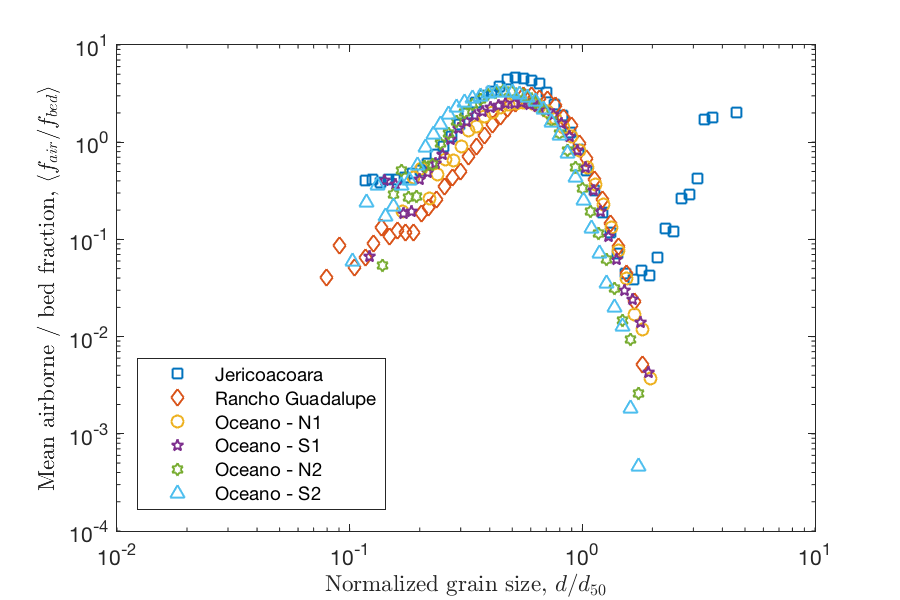 10^1
10^0
10^-1
10^-2
10^-3
10^-4
Mean airborne / bed fraction, ⟨f_air/f_bed⟩
Jericoacoara
Rancho Guadalupe
Oceano - N1
Oceano - S1
Oceano - N2
Oceano - S2
10^-2 10^-1 10^0 10^1
Normalized grain size, d/d_50